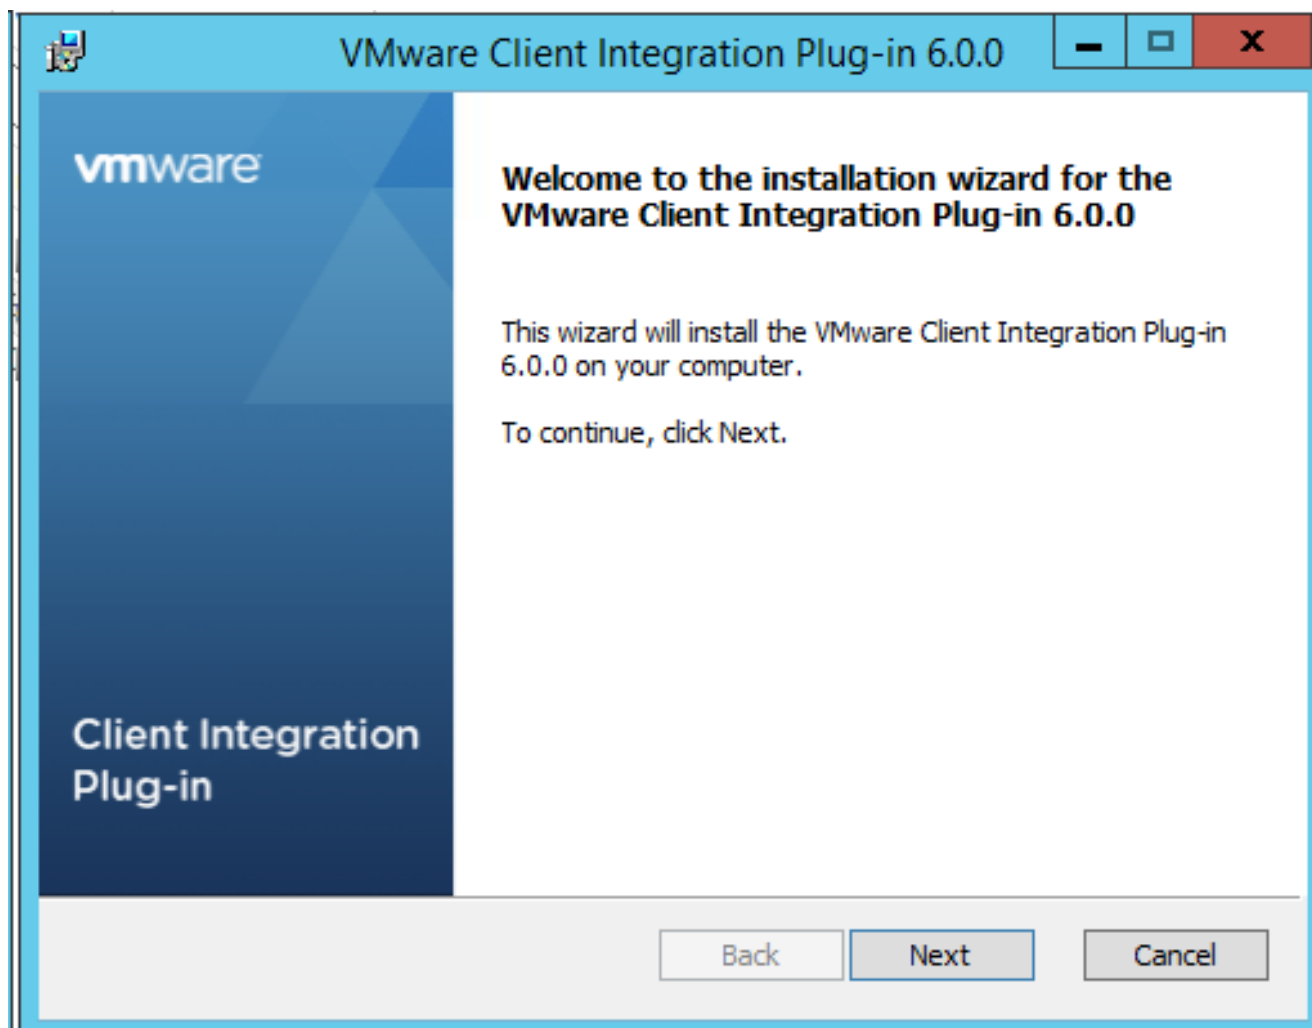 VMware Client Integration Plug-in 6.0.0
vmware
Welcome to the installation wizard for the
VMware Client Integration Plug-in 6.0.0
This wizard will install the VMware Client Integration Plug-in
6.0.0 on your computer.
To continue, click Next.
Client Integration
Plug-in
Back
Next
Cancel